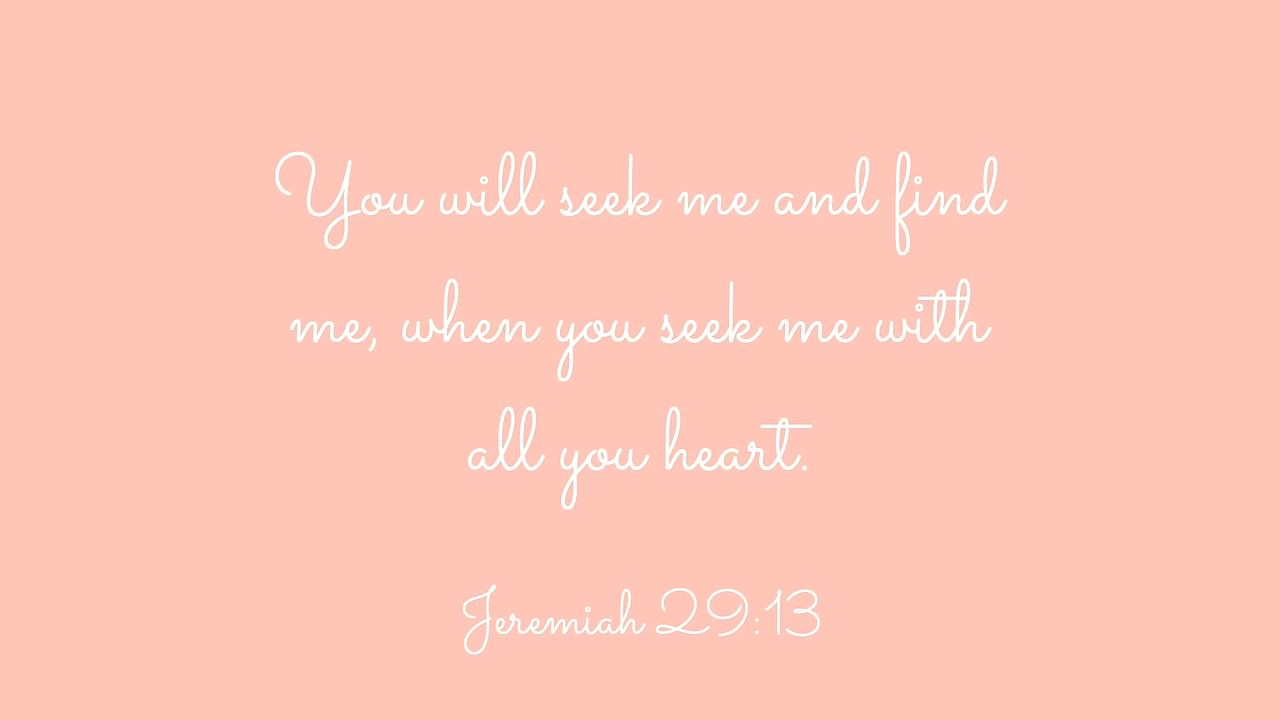 You will seek me and find
me, when you seek me with
all you heart.
Jeremiah 29:13